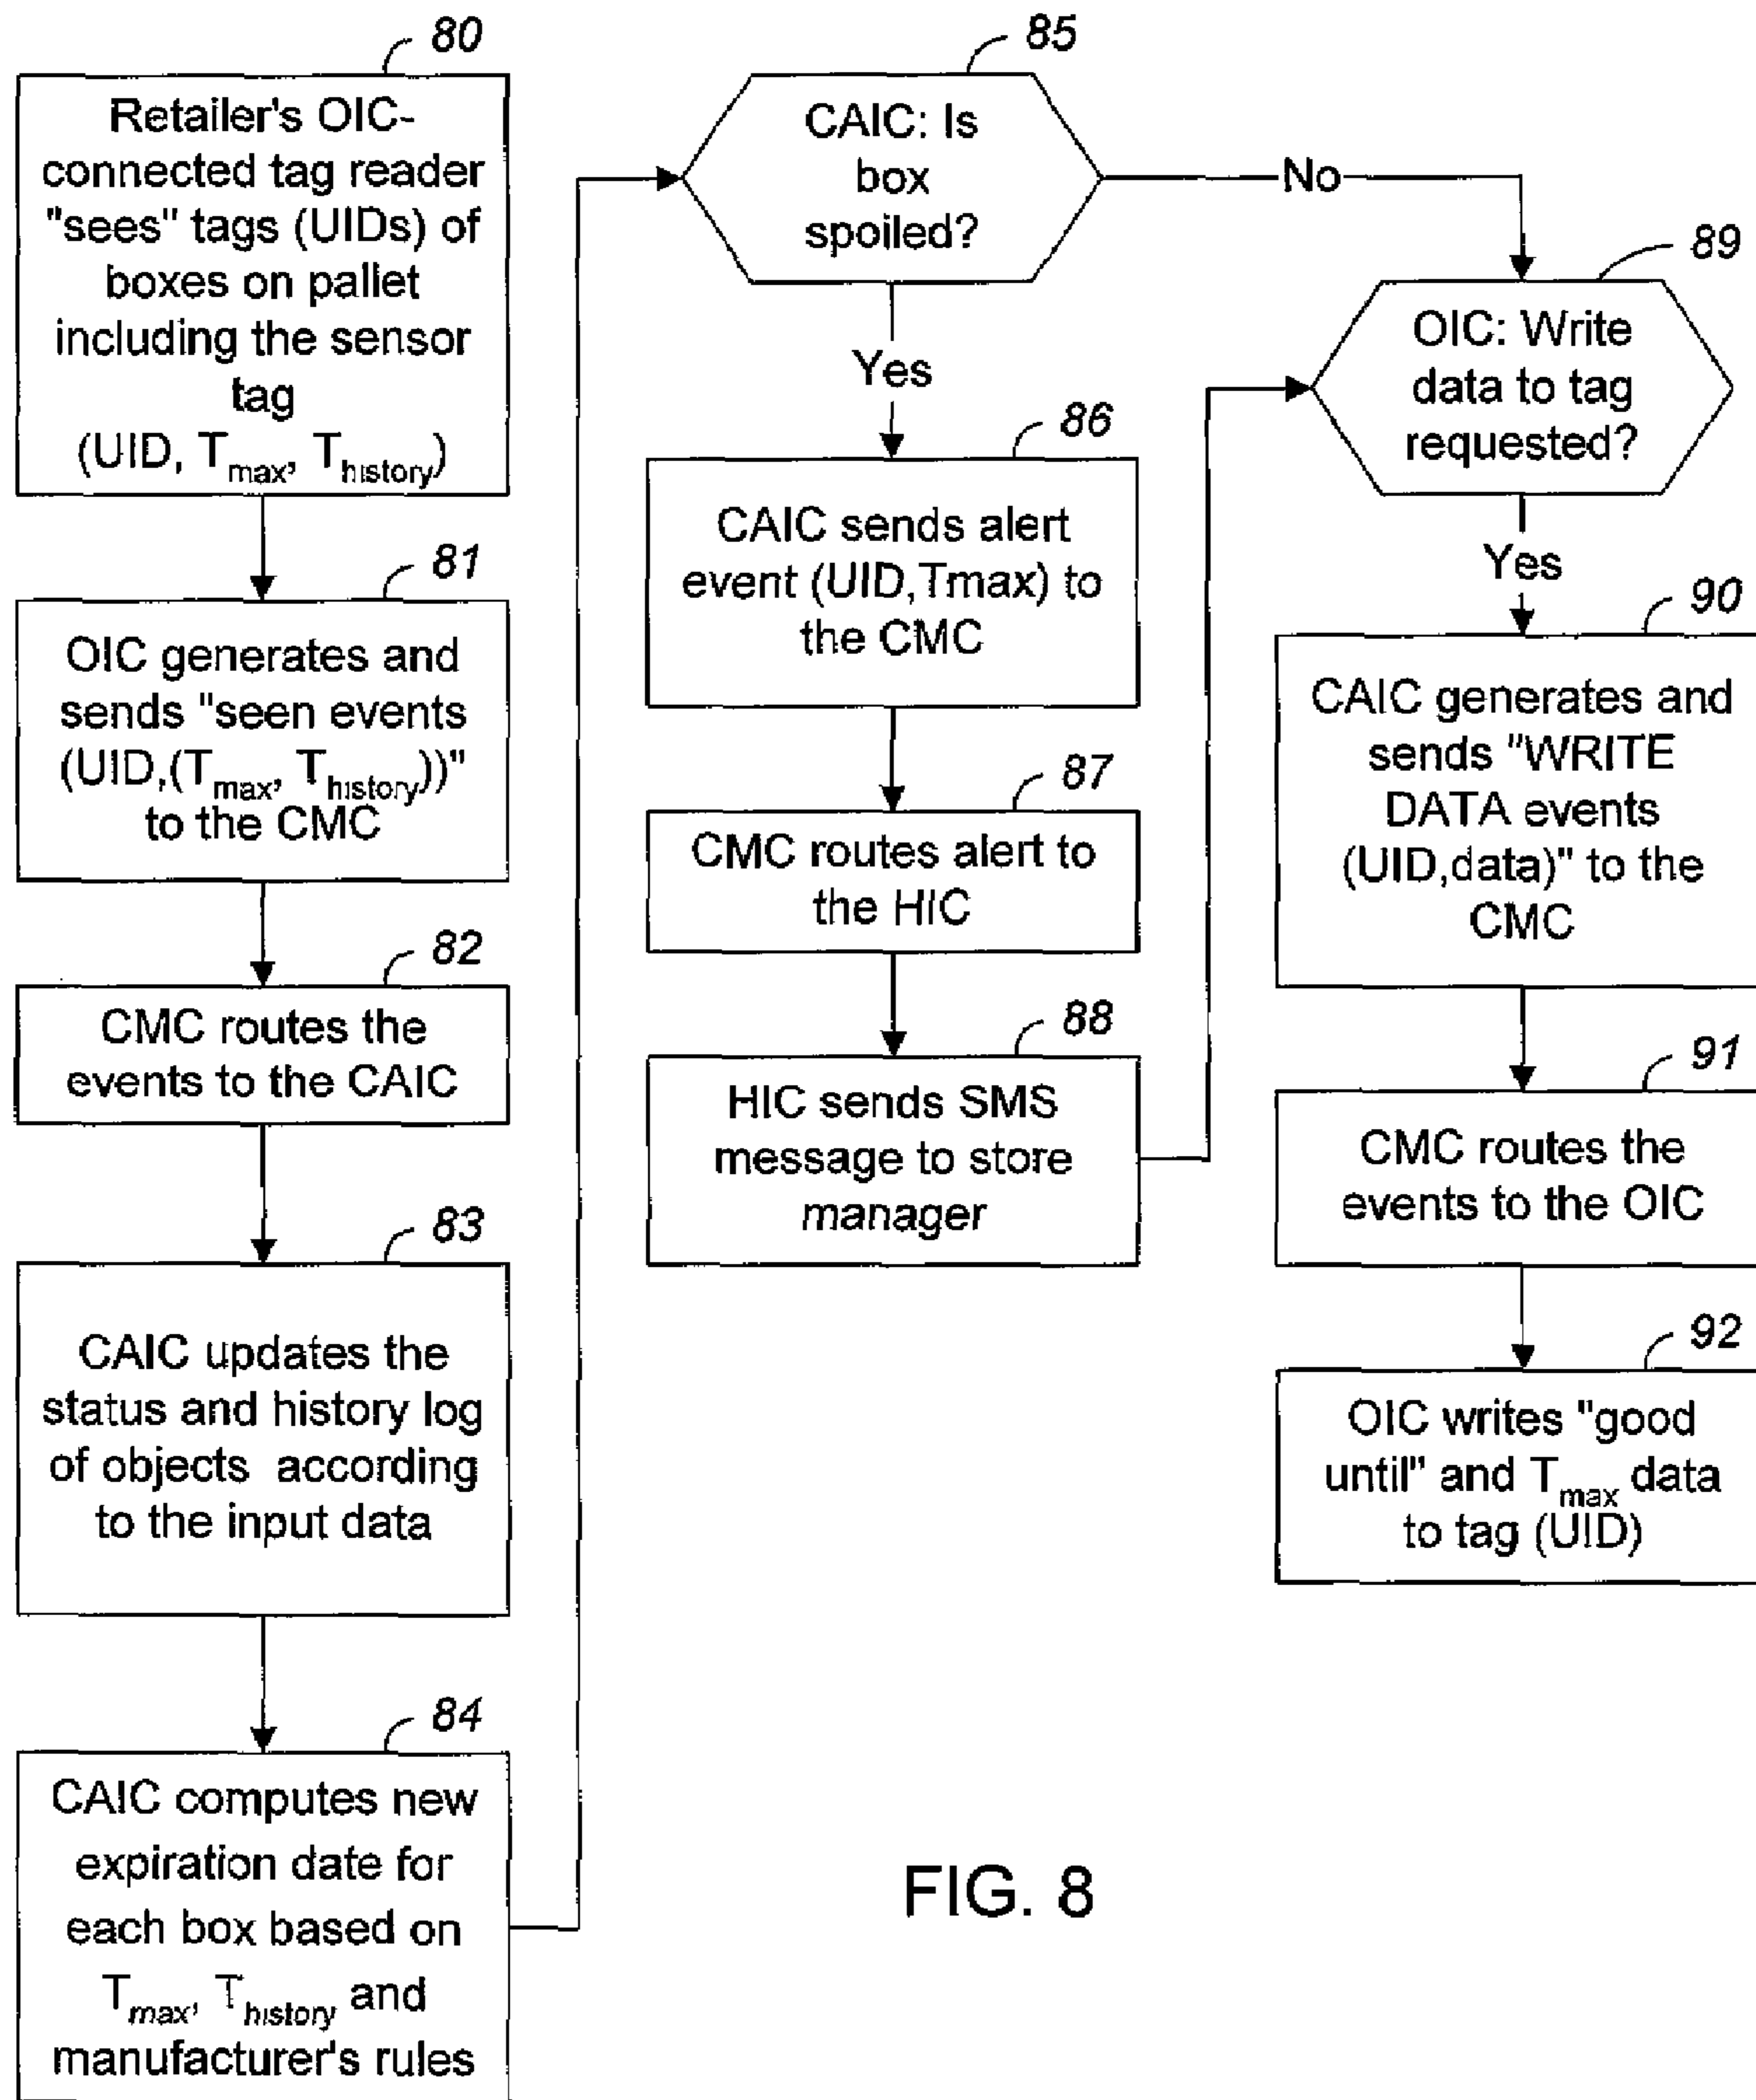 80
Retailer's OIC-
connected tag reader
"sees" tags (UIDs) of
boxes on pallet
including the sensor
tag
(UID, Tmax, Thistory)
81
OIC generates and
sends "seen events
(UID,(Tmax, Thistory))"
to the CMC
82
CMC routes the
events to the CAIC
83
CAIC updates the
status and history log
of objects according
to the input data
84
CAIC computes new
expiration date for
each box based on
Tmax, Thistory and
manufacturer's rules
85
CAIC: Is
box
spoiled?
No
Yes
86
CAIC sends alert
event (UID,Tmax) to
the CMC
87
CMC routes alert to
the HIC
88
HIC sends SMS
message to store
manager
89
OIC: Write
data to tag
requested?
Yes
90
CAIC generates and
sends "WRITE
DATA events
(UID,data)" to the
CMC
91
CMC routes the
events to the OIC
92
OIC writes "good
until" and Tmax data
to tag (UID)
FIG. 8